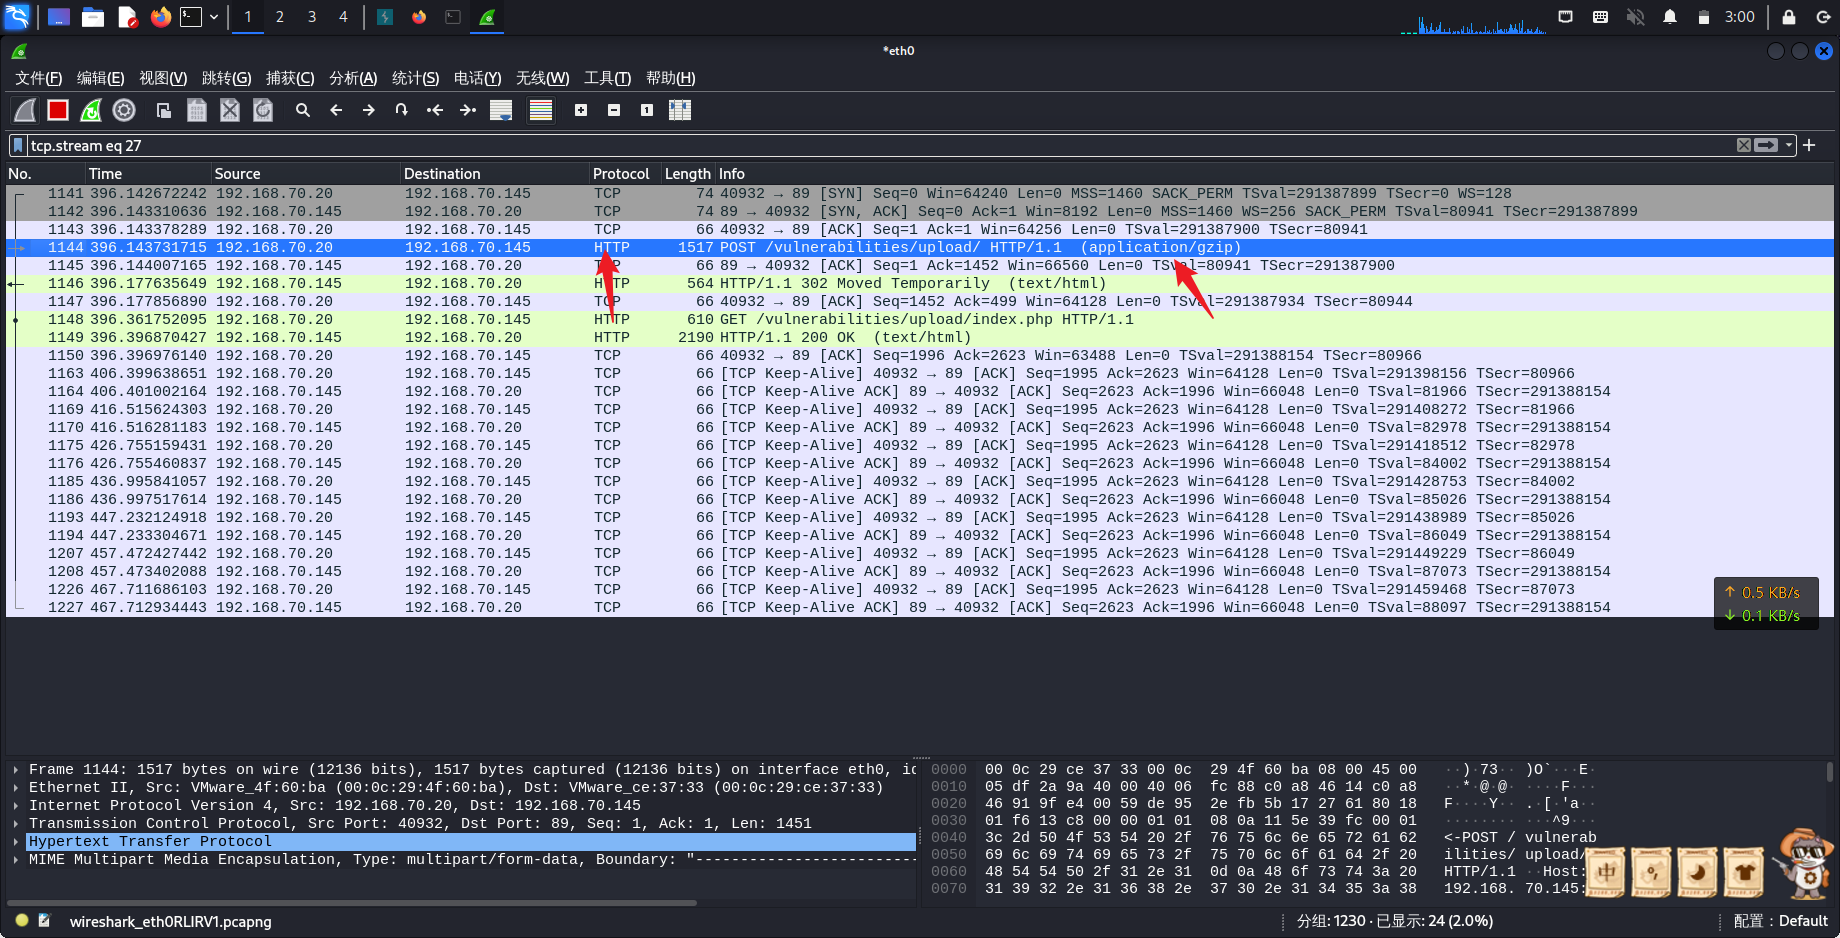 1 2 3 4 3:00
*eth0
文件(F) 编辑(E) 视图(V) 跳转(G) 捕获(C) 分析(A) 统计(S) 电话(Y) 无线(W) 工具(T) 帮助(H)
tcp.stream eq 27
No. Time Source Destination Protocol Length Info
1141 396.142672242 192.168.70.20 192.168.70.145 TCP 74 40932 → 89 [SYN] Seq=0 Win=64240 Len=0 MSS=1460 SACK_PERM TSval=291387899 TSecr=0 WS=128
1142 396.143310636 192.168.70.145 192.168.70.20 TCP 74 89 → 40932 [SYN, ACK] Seq=0 Ack=1 Win=8192 Len=0 MSS=1460 WS=256 SACK_PERM TSval=80941 TSecr=291387899
1143 396.143378289 192.168.70.20 192.168.70.145 TCP 66 40932 → 89 [ACK] Seq=1 Ack=1 Win=64256 Len=0 TSval=291387900 TSecr=80941
1144 396.143731715 192.168.70.20 192.168.70.145 HTTP 1517 POST /vulnerabilities/upload/ HTTP/1.1 (application/gzip)
1145 396.144007165 192.168.70.145 192.168.70.20 TCP 66 89 → 40932 [ACK] Seq=1 Ack=1452 Win=66560 Len=0 TSval=80941 TSecr=291387900
1146 396.177635649 192.168.70.145 192.168.70.20 HTTP 564 HTTP/1.1 302 Moved Temporarily (text/html)
1147 396.177856890 192.168.70.20 192.168.70.145 TCP 66 40932 → 89 [ACK] Seq=1452 Ack=499 Win=64128 Len=0 TSval=291387934 TSecr=80944
1148 396.361752095 192.168.70.20 192.168.70.145 HTTP 610 GET /vulnerabilities/upload/index.php HTTP/1.1
1149 396.396870427 192.168.70.145 192.168.70.20 HTTP 2190 HTTP/1.1 200 OK (text/html)
1150 396.396976140 192.168.70.20 192.168.70.145 TCP 66 40932 → 89 [ACK] Seq=1996 Ack=2623 Win=63488 Len=0 TSval=291388154 TSecr=80966
1163 406.399638651 192.168.70.20 192.168.70.145 TCP 66 [TCP Keep-Alive] 40932 → 89 [ACK] Seq=1995 Ack=2623 Win=64128 Len=0 TSval=291398156 TSecr=80966
1164 406.401002164 192.168.70.145 192.168.70.20 TCP 66 [TCP Keep-Alive ACK] 89 → 40932 [ACK] Seq=2623 Ack=1996 Win=66048 Len=0 TSval=81966 TSecr=291388154
1169 416.515624303 192.168.70.20 192.168.70.145 TCP 66 [TCP Keep-Alive] 40932 → 89 [ACK] Seq=1995 Ack=2623 Win=64128 Len=0 TSval=291408272 TSecr=81966
1170 416.516281183 192.168.70.145 192.168.70.20 TCP 66 [TCP Keep-Alive ACK] 89 → 40932 [ACK] Seq=2623 Ack=1996 Win=66048 Len=0 TSval=82978 TSecr=291388154
1175 426.755159431 192.168.70.20 192.168.70.145 TCP 66 [TCP Keep-Alive] 40932 → 89 [ACK] Seq=1995 Ack=2623 Win=64128 Len=0 TSval=291418512 TSecr=82978
1176 426.755460837 192.168.70.145 192.168.70.20 TCP 66 [TCP Keep-Alive ACK] 89 → 40932 [ACK] Seq=2623 Ack=1996 Win=66048 Len=0 TSval=84002 TSecr=291388154
1185 436.995841057 192.168.70.20 192.168.70.145 TCP 66 [TCP Keep-Alive] 40932 → 89 [ACK] Seq=1995 Ack=2623 Win=64128 Len=0 TSval=291428753 TSecr=84002
1186 436.997517614 192.168.70.145 192.168.70.20 TCP 66 [TCP Keep-Alive ACK] 89 → 40932 [ACK] Seq=2623 Ack=1996 Win=66048 Len=0 TSval=85026 TSecr=291388154
1193 447.232124918 192.168.70.20 192.168.70.145 TCP 66 [TCP Keep-Alive] 40932 → 89 [ACK] Seq=1995 Ack=2623 Win=64128 Len=0 TSval=291438989 TSecr=85026
1194 447.233304671 192.168.70.145 192.168.70.20 TCP 66 [TCP Keep-Alive ACK] 89 → 40932 [ACK] Seq=2623 Ack=1996 Win=66048 Len=0 TSval=86049 TSecr=291388154
1207 457.472427442 192.168.70.20 192.168.70.145 TCP 66 [TCP Keep-Alive] 40932 → 89 [ACK] Seq=1995 Ack=2623 Win=64128 Len=0 TSval=291449229 TSecr=86049
1208 457.473402088 192.168.70.145 192.168.70.20 TCP 66 [TCP Keep-Alive ACK] 89 → 40932 [ACK] Seq=2623 Ack=1996 Win=66048 Len=0 TSval=87073 TSecr=291388154
1226 467.711686103 192.168.70.20 192.168.70.145 TCP 66 [TCP Keep-Alive] 40932 → 89 [ACK] Seq=1995 Ack=2623 Win=64128 Len=0 TSval=291459468 TSecr=87073
1227 467.712934443 192.168.70.145 192.168.70.20 TCP 66 [TCP Keep-Alive ACK] 89 → 40932 [ACK] Seq=2623 Ack=1996 Win=66048 Len=0 TSval=88097 TSecr=291388154
↑ 0.5 KB/s
↓ 0.1 KB/s
Frame 1144: 1517 bytes on wire (12136 bits), 1517 bytes captured (12136 bits) on interface eth0, id
Ethernet II, Src: VMware_4f:60:ba (00:0c:29:4f:60:ba), Dst: VMware_ce:37:33 (00:0c:29:ce:37:33)
Internet Protocol Version 4, Src: 192.168.70.20, Dst: 192.168.70.145
Transmission Control Protocol, Src Port: 40932, Dst Port: 89, Seq: 1, Ack: 1, Len: 1451
Hypertext Transfer Protocol
MIME Multipart Media Encapsulation, Type: multipart/form-data, Boundary: "-------------------------
0000 00 0c 29 ce 37 33 00 0c 29 4f 60 ba 08 00 45 00 ··)·73·· )O`···E·
0010 05 df 2a 9a 40 00 40 06 fc 88 c0 a8 46 14 c0 a8 ··*·@·@· ····F···
0020 46 91 9f e4 00 59 de 95 2e fb 5b 17 27 61 80 18 F····Y·· .·[·'a··
0030 01 f6 13 c8 00 00 01 01 08 0a 11 5e 39 fc 00 01 ········ ···^9···
0040 3c 2d 50 4f 53 54 20 2f 76 75 6c 6e 65 72 61 62 <-POST / vulnerab
0050 69 6c 69 74 69 65 73 2f 75 70 6c 6f 61 64 2f 20 ilities/ upload/
0060 48 54 54 50 2f 31 2e 31 0d 0a 48 6f 73 74 3a 20 HTTP/1.1 ··Host:
0070 31 39 32 2e 31 36 38 2e 37 30 2e 31 34 35 3a 38 192.168. 70.145:
中
wireshark_eth0RLIRV1.pcapng 分组: 1230 · 已显示: 24 (2.0%) 配置：Default